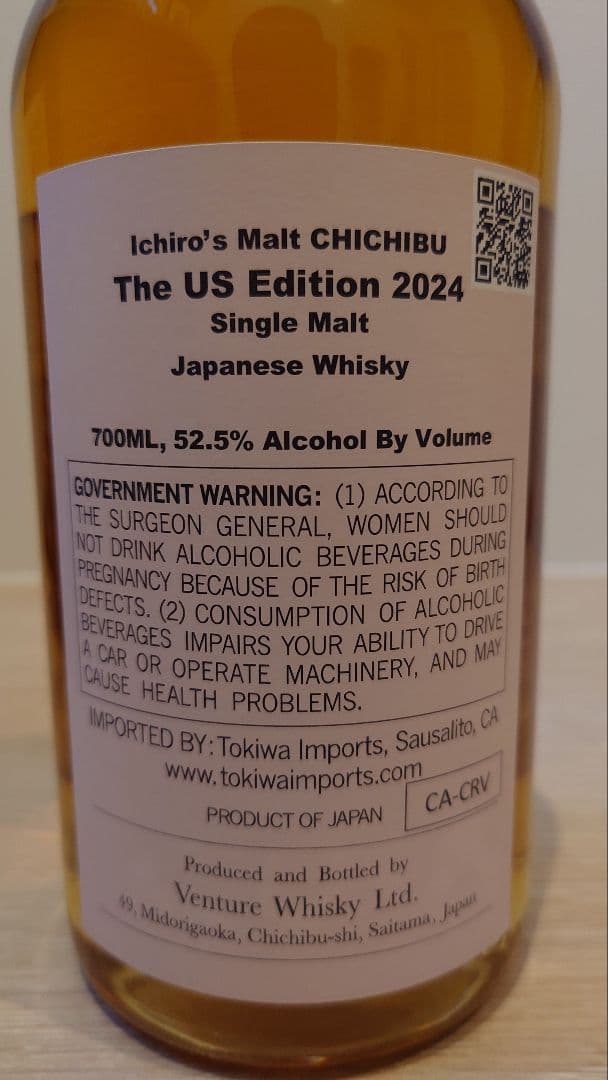 Ichiro's Malt CHICHIBU
The US Edition 2024
Single Malt
Japanese Whisky
700ML, 52.5% Alcohol By Volume
GOVERNMENT WARNING: (1) ACCORDING TO
THE SURGEON GENERAL, WOMEN SHOULD
NOT DRINK ALCOHOLIC BEVERAGES DURING
PREGNANCY BECAUSE OF THE RISK OF BIRTH
DEFECTS. (2) CONSUMPTION OF ALCOHOLIC
BEVERAGES IMPAIRS YOUR ABILITY TO DRIVE
A CAR OR OPERATE MACHINERY, AND MAY
CAUSE HEALTH PROBLEMS.
IMPORTED BY: Tokiwa Imports, Sausalito, CA
www.tokiwaimports.com
PRODUCT OF JAPAN
CA-CRV
Produced and Bottled by
Venture Whisky Ltd.
49, Midorigaoka, Chichibu-shi, Saitama, Japan